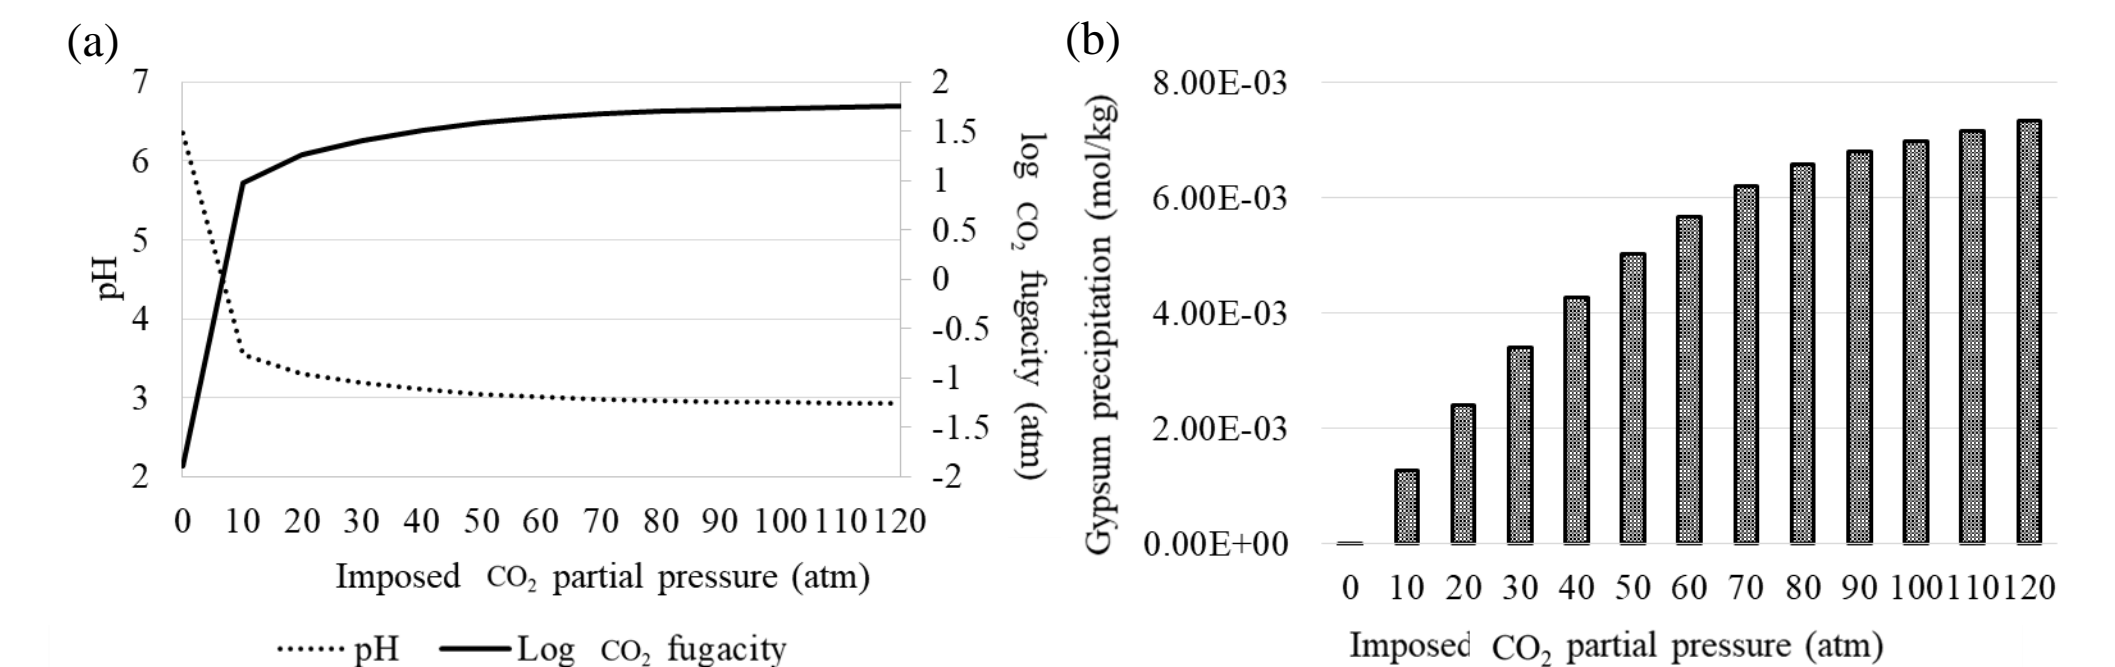 (a)
7
6
5
4
3
2
pH
2
1.5
1
0.5
0
-0.5
-1
-1.5
-2
log CO₂ fugacity (atm)
0 10 20 30 40 50 60 70 80 90 100 110 120
Imposed CO₂ partial pressure (atm)
pH Log CO₂ fugacity
(b)
8.00E-03
6.00E-03
4.00E-03
2.00E-03
0.00E+00
Gypsum precipitation (mol/kg)
0 10 20 30 40 50 60 70 80 90 100 110 120
Imposed CO₂ partial pressure (atm)